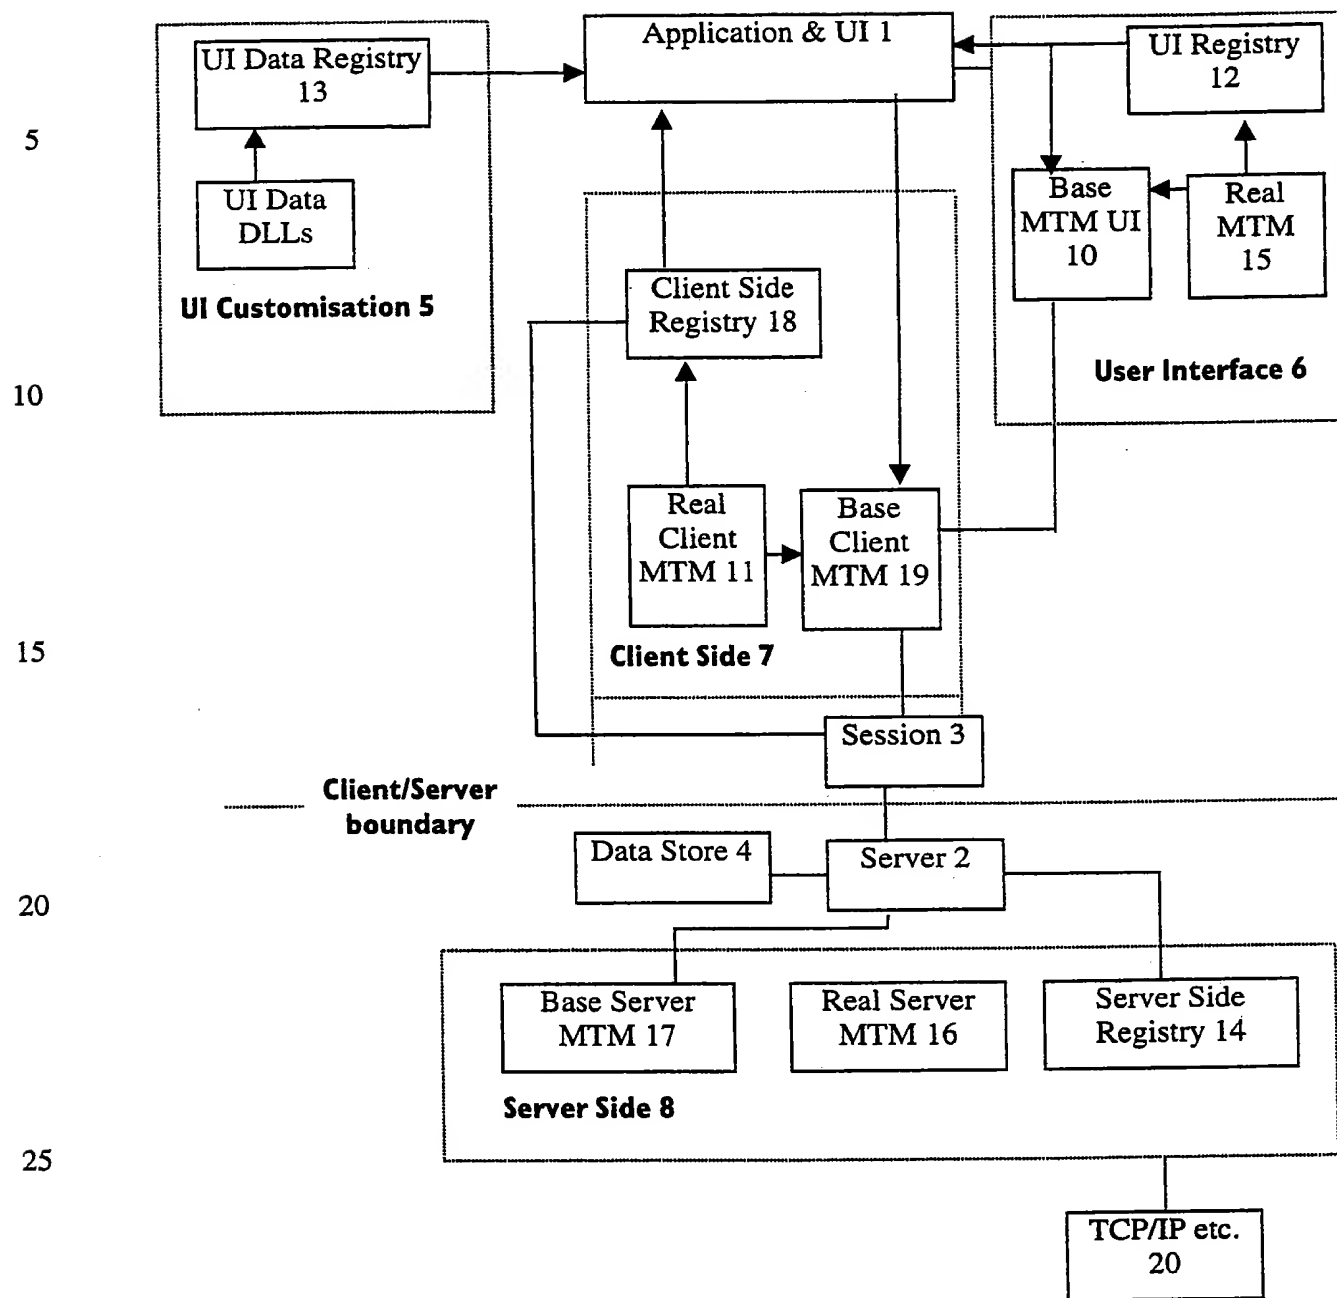 Application & UI 1
UI Data Registry
13
UI Registry
12
5
UI Data
DLLs
Base
MTM UI
10
Real
MTM
15
UI Customisation 5
Client Side
Registry 18
User Interface 6
10
Real
Client
MTM 11
Base
Client
MTM 19
15
Client Side 7
Session 3
Client/Server
boundary
Data Store 4
Server 2
20
Base Server
MTM 17
Real Server
MTM 16
Server Side
Registry 14
Server Side 8
25
TCP/IP etc.
20